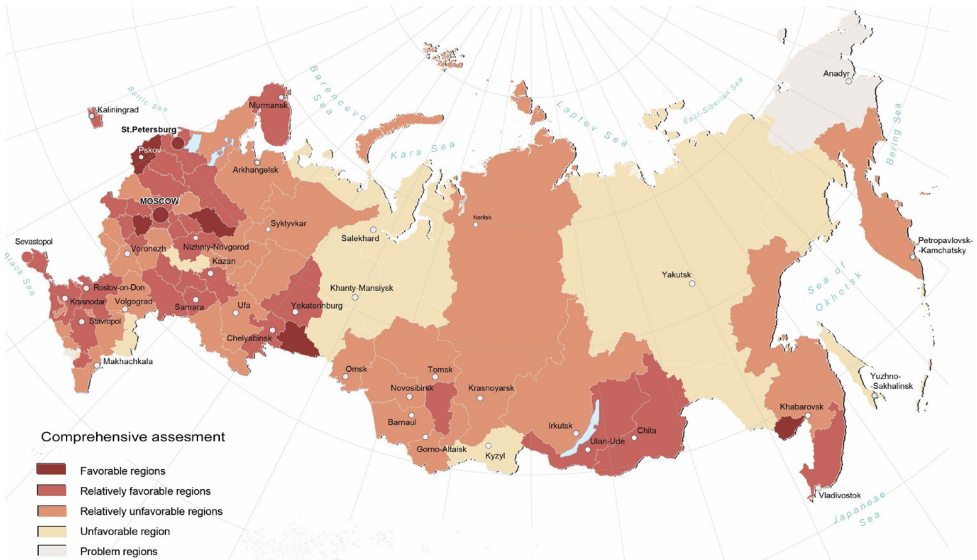 Anadyr
Barencevo
Sea
Laptev Sea
East-Siberian Sea
Bering Sea
Murmansk
Kaliningrad
Baltic Sea
St.Petersburg
Pskov
Kara Sea
Arkhangelsk
MOSCOW
Norilsk
Syktyvkar
Salekhard
Petropavlovsk-
Kamchatsky
Sevastopol
Nizhniy-Novgorod
Voronezh
Kazan
Sea of
Okhotsk
Yakutsk
Khanty-Mansiysk
Rostov-on-Don
Krasnodar
Volgograd
Samara
Ufa
Yekaterinburg
Stavropol
Chelyabinsk
Makhachkala
Omsk
Tomsk
Novosibirsk
Krasnoyarsk
Barnaul
Yuzhno-
Sakhalinsk
Khabarovsk
Irkutsk
Ulan-Ude
Chita
Gorno-Altaisk
Kyzyl
Vladivostok
Japanese
Sea
Comprehensive assesment
Favorable regions
Relatively favorable regions
Relatively unfavorable regions
Unfavorable region
Problem regions